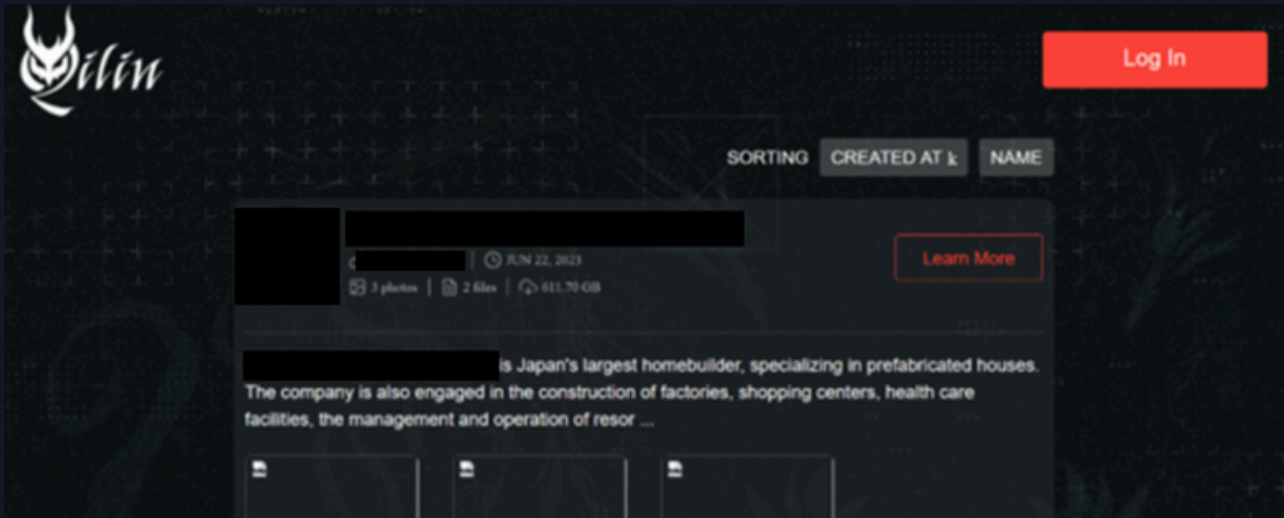 Qilin
Log In
SORTING CREATED AT k NAME
JUN 22, 2023
Learn More
3 photos | 2 files | 611.70 GB
is Japan's largest homebuilder, specializing in prefabricated houses.
The company is also engaged in the construction of factories, shopping centers, health care
facilities, the management and operation of resor ...